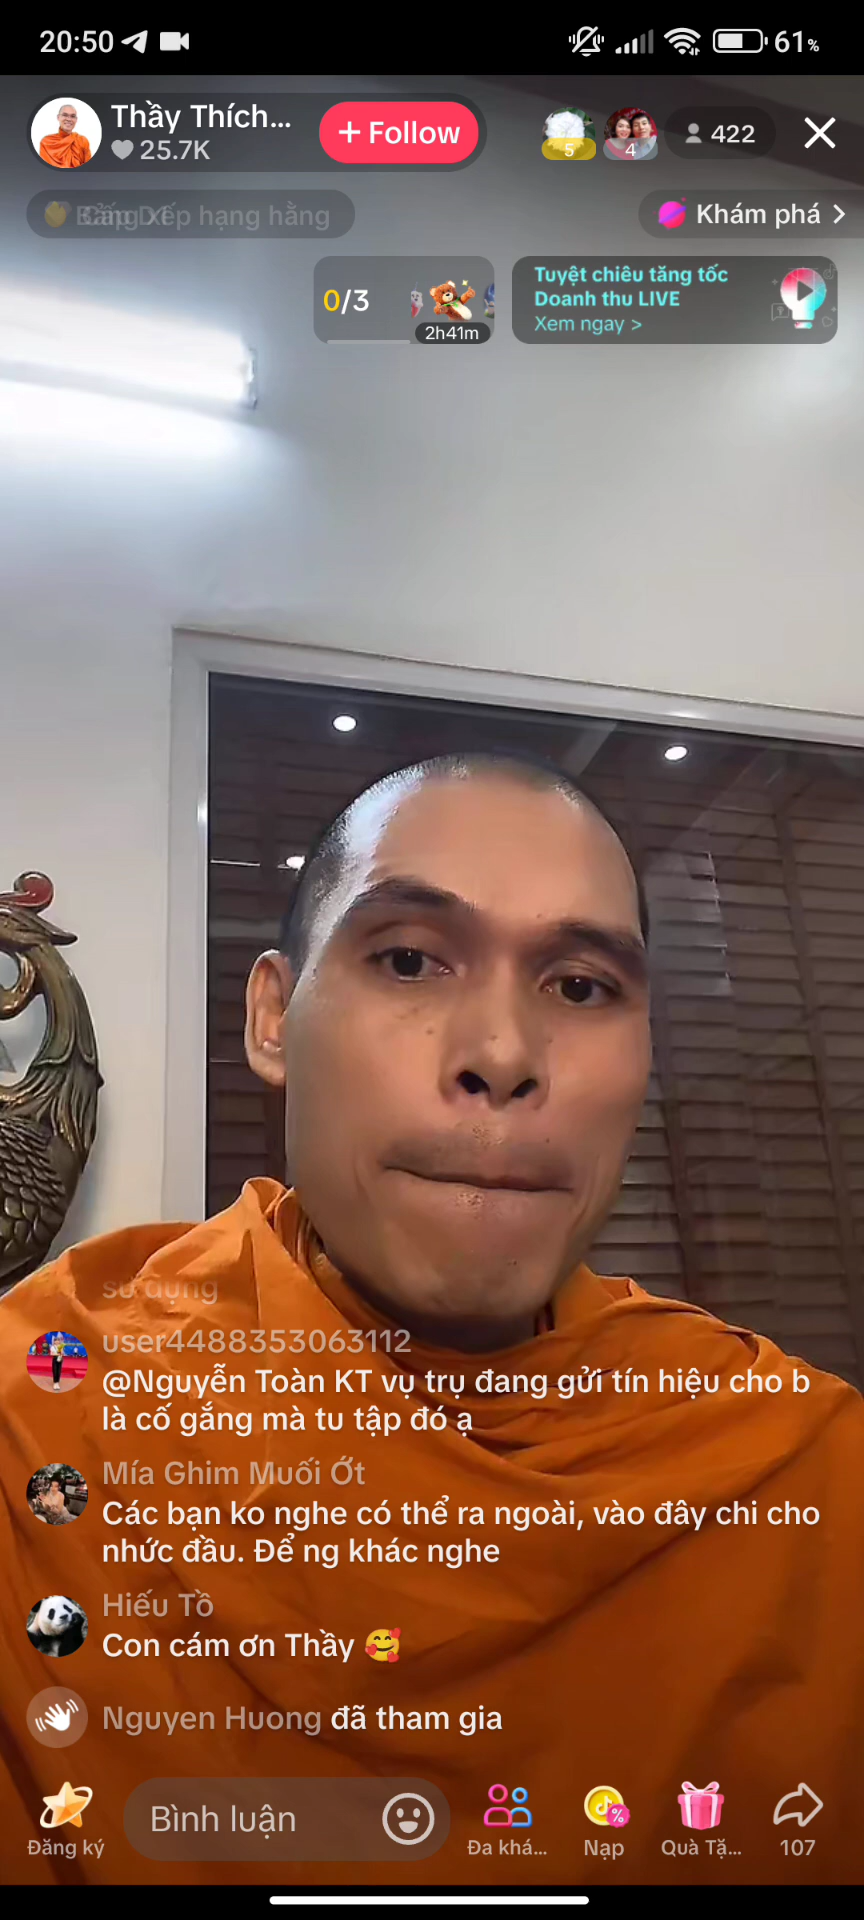 20:50
61%
Thầy Thích...
25.7K
+ Follow
5
4
422
Khám phá >
0/3
2h41m
Tuyệt chiêu tăng tốc
Doanh thu LIVE
Xem ngay >
sử dụng
user4488353063112
@Nguyễn Toàn KT vụ trụ đang gửi tín hiệu cho b
là cố gắng mà tu tập đó ạ
Mía Ghim Muối Ớt
Các bạn ko nghe có thể ra ngoài, vào đây chi cho
nhức đầu. Để ng khác nghe
Hiếu Tồ
Con cám ơn Thầy 🥰
Nguyen Huong đã tham gia
Đăng ký
Bình luận
Đa khá...
Nạp
Quà Tặ...
107